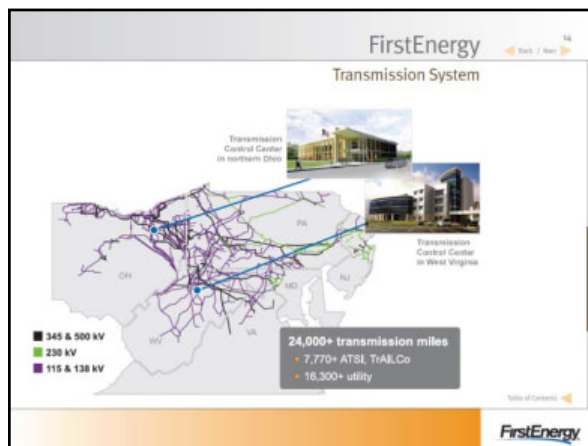 FirstEnergy
14
Back / Next
Transmission System
Transmission
Control Center
in northern Ohio
PA
Transmission
Control Center
in West Virginia
OH
NJ
MD
WV
VA
345 & 500 kV
230 kV
115 & 138 kV
24,000+ transmission miles
• 7,770+ ATSI, TrAILCo
• 16,300+ utility
Table of Contents
FirstEnergy